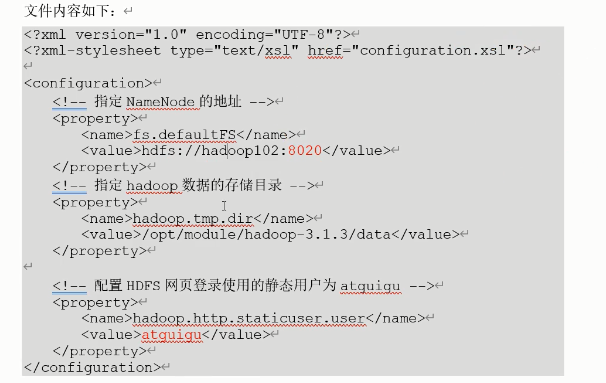 文件内容如下：
<?xml version="1.0" encoding="UTF-8"?>
<?xml-stylesheet type="text/xsl" href="configuration.xsl"?>
<configuration>
<!-- 指定 NameNode 的地址 -->
<property>
<name>fs.defaultFS</name>
<value>hdfs://hadoop102:8020</value>
</property>
<!-- 指定 hadoop 数据的存储目录 -->
<property>
<name>hadoop.tmp.dir</name>
<value>/opt/module/hadoop-3.1.3/data</value>
</property>
<!-- 配置 HDFS 网页登录使用的静态用户为 atguigu -->
<property>
<name>hadoop.http.staticuser.user</name>
<value>atguigu</value>
</property>
</configuration>